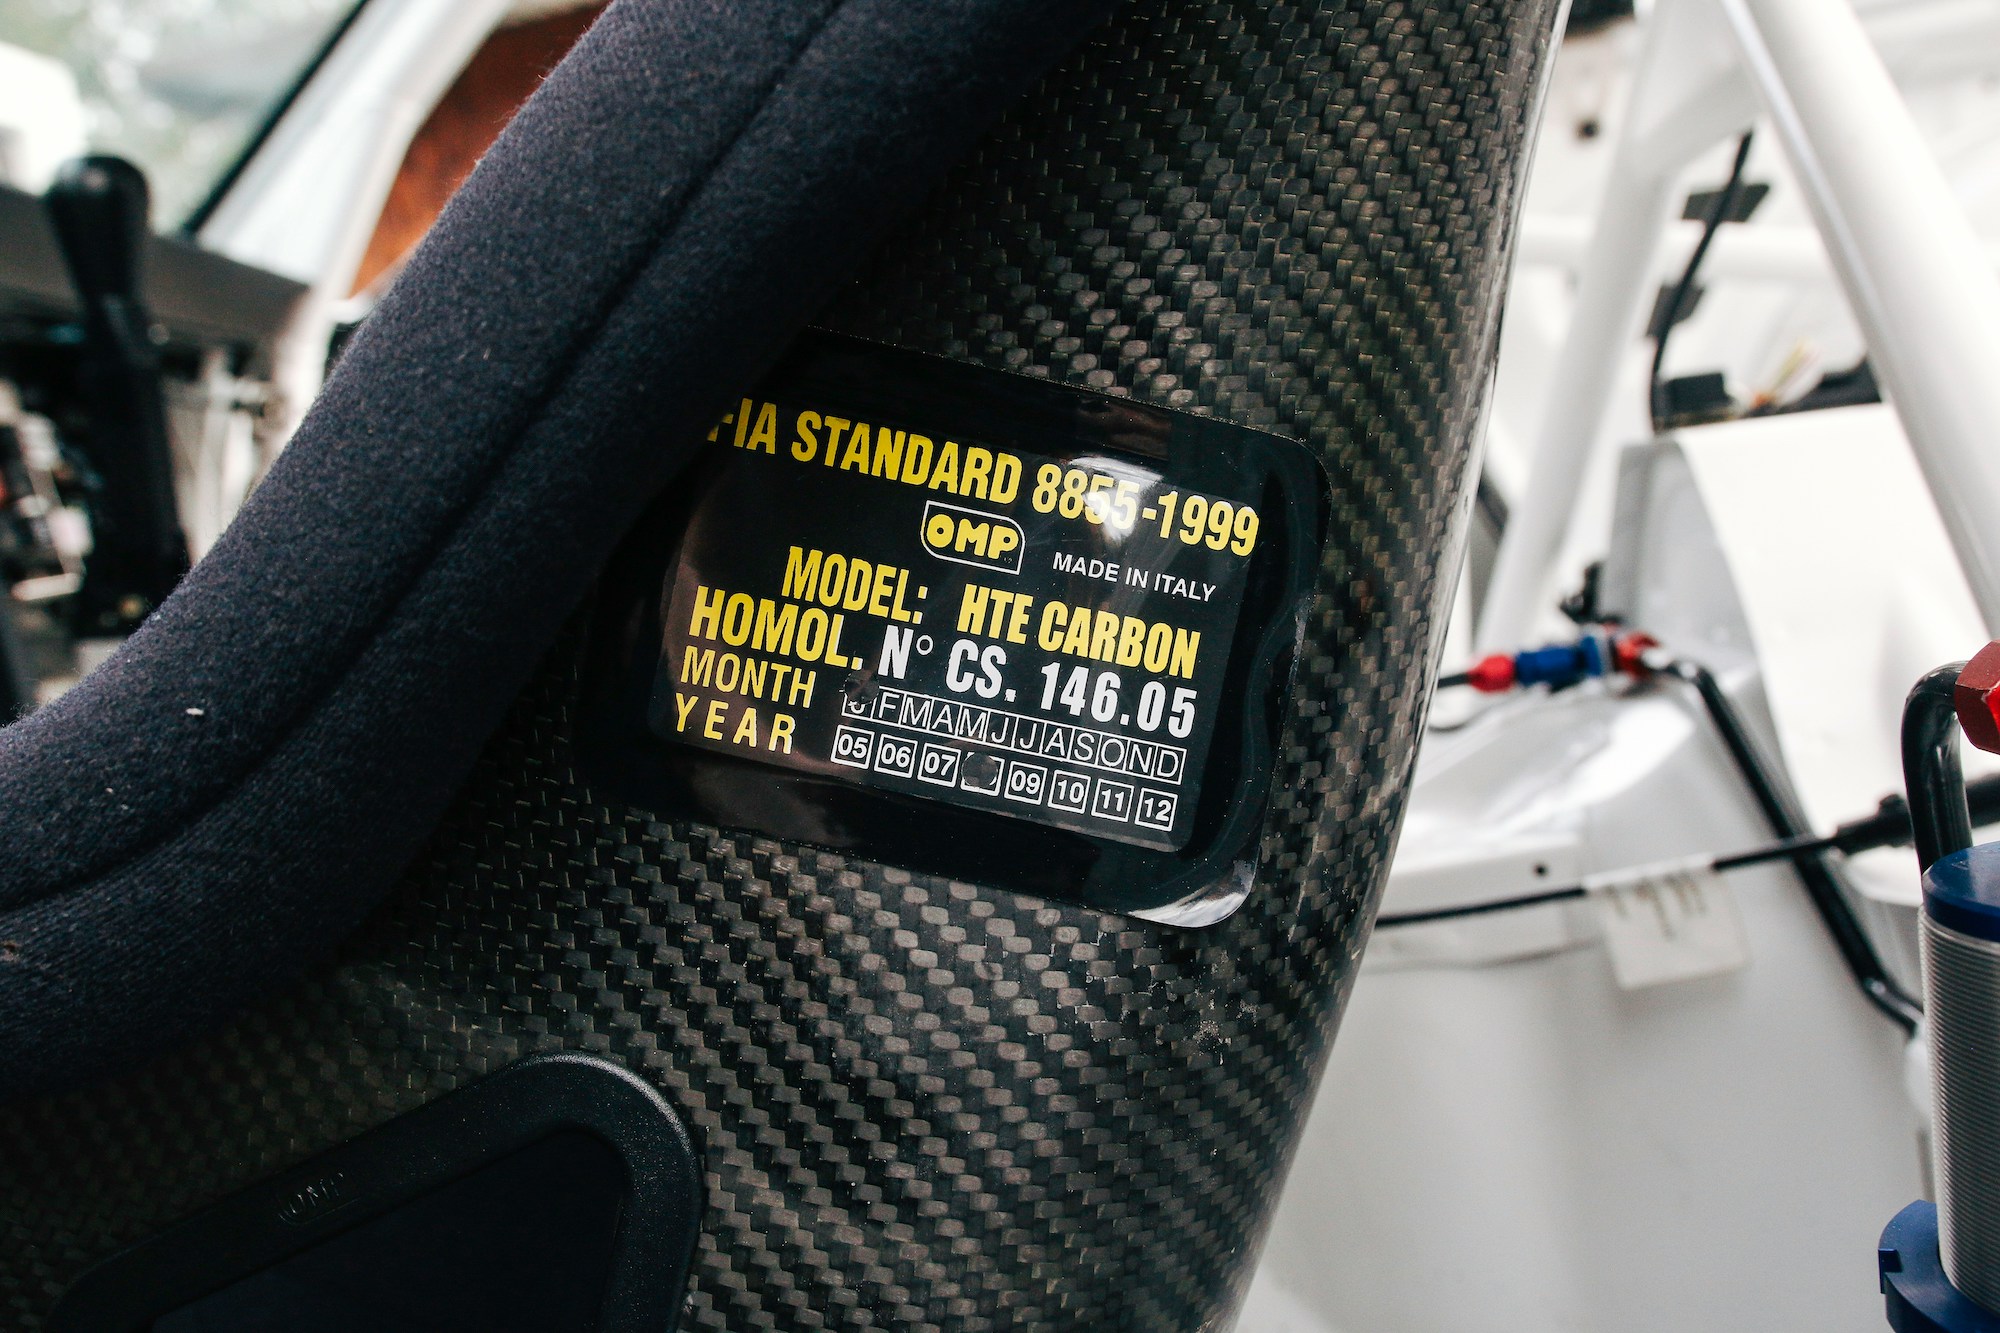 FIA STANDARD 8855-1999
OMP MADE IN ITALY
MODEL: HTE CARBON
HOMOL. N° CS. 146.05
MONTH J F M A M J J A S O N D
YEAR 05 06 07 09 10 11 12
OMP